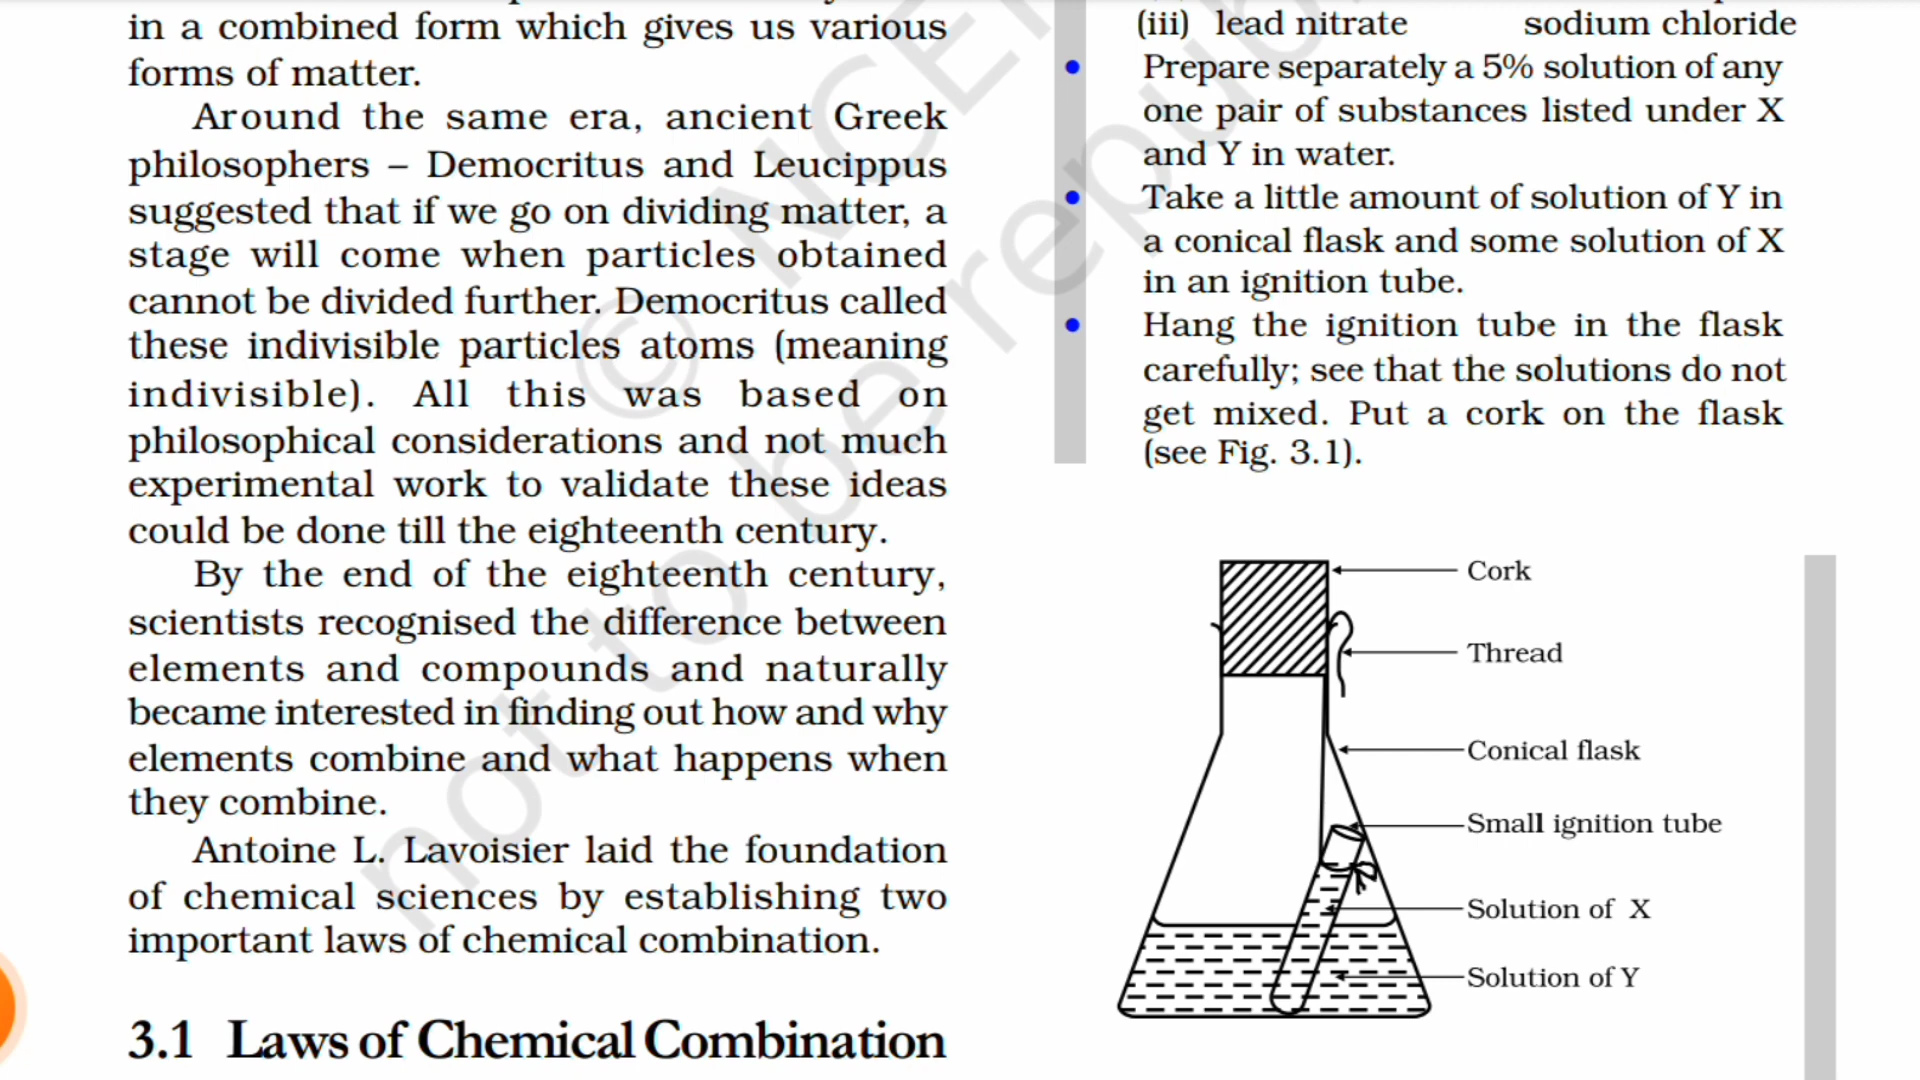 in a combined form which gives us various
forms of matter.
Around the same era, ancient Greek
philosophers – Democritus and Leucippus
suggested that if we go on dividing matter, a
stage will come when particles obtained
cannot be divided further. Democritus called
these indivisible particles atoms (meaning
indivisible). All this was based on
philosophical considerations and not much
experimental work to validate these ideas
could be done till the eighteenth century.
By the end of the eighteenth century,
scientists recognised the difference between
elements and compounds and naturally
became interested in finding out how and why
elements combine and what happens when
they combine.
Antoine L. Lavoisier laid the foundation
of chemical sciences by establishing two
important laws of chemical combination.
3.1 Laws of Chemical Combination
(iii) lead nitrate sodium chloride
• Prepare separately a 5% solution of any
one pair of substances listed under X
and Y in water.
• Take a little amount of solution of Y in
a conical flask and some solution of X
in an ignition tube.
• Hang the ignition tube in the flask
carefully; see that the solutions do not
get mixed. Put a cork on the flask
(see Fig. 3.1).
Cork
Thread
Conical flask
Small ignition tube
Solution of X
Solution of Y
not to be
©